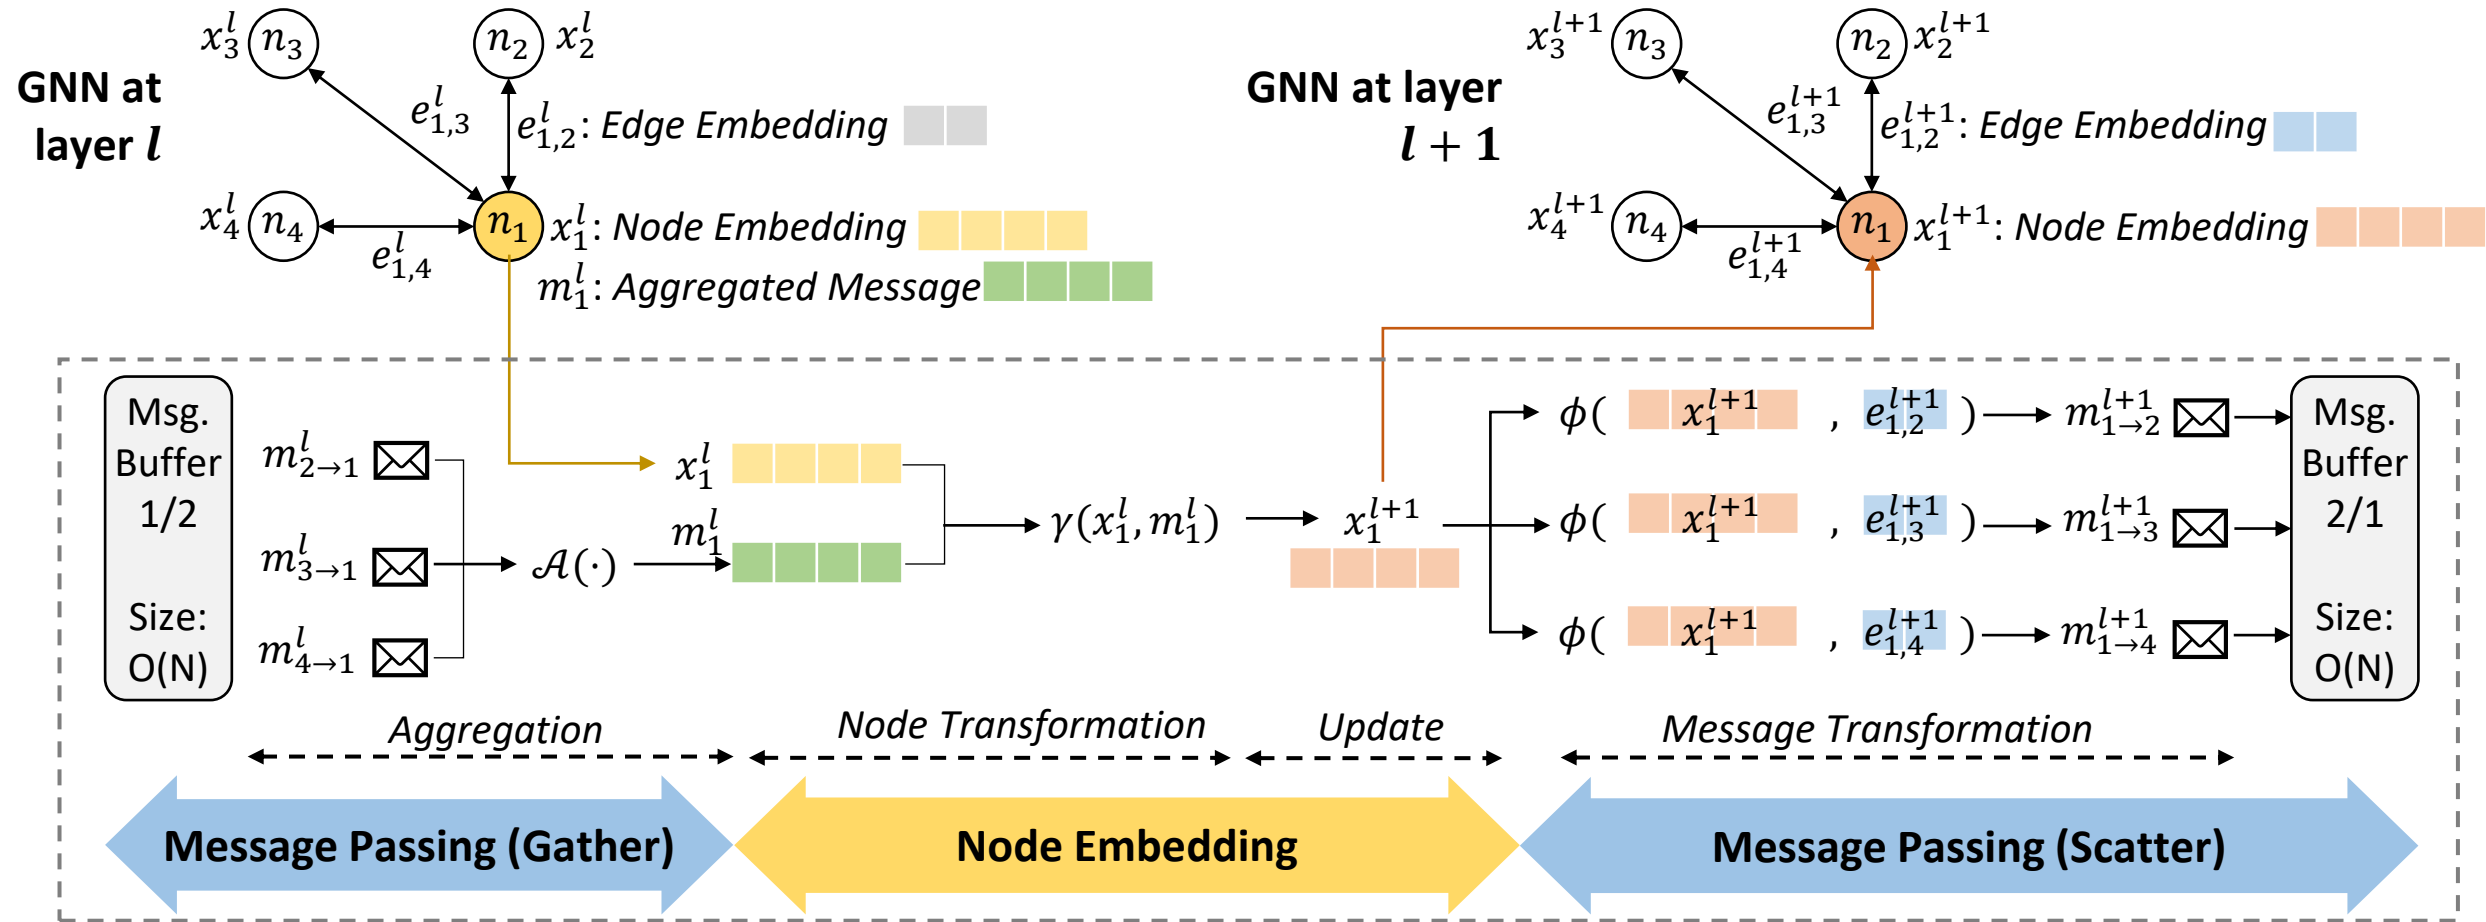 x_3^l n_3 n_2 x_2^l
GNN at
layer l
e_{1,3}^l
e_{1,2}^l: Edge Embedding
x_4^l n_4 n_1 x_1^l: Node Embedding
e_{1,4}^l
m_1^l: Aggregated Message
x_3^{l+1} n_3 n_2 x_2^{l+1}
GNN at layer
l + 1
e_{1,3}^{l+1}
e_{1,2}^{l+1}: Edge Embedding
x_4^{l+1} n_4 n_1 x_1^{l+1}: Node Embedding
e_{1,4}^{l+1}
Msg.
Buffer
1/2
Size:
O(N)
m_{2→1}^l
m_{3→1}^l
m_{4→1}^l
𝒜(·)
x_1^l
m_1^l
γ(x_1^l, m_1^l)
x_1^{l+1}
ϕ( x_1^{l+1} , e_{1,2}^{l+1} ) m_{1→2}^{l+1}
ϕ( x_1^{l+1} , e_{1,3}^{l+1} ) m_{1→3}^{l+1}
ϕ( x_1^{l+1} , e_{1,4}^{l+1} ) m_{1→4}^{l+1}
Msg.
Buffer
2/1
Size:
O(N)
Aggregation
Node Transformation
Update
Message Transformation
Message Passing (Gather)
Node Embedding
Message Passing (Scatter)